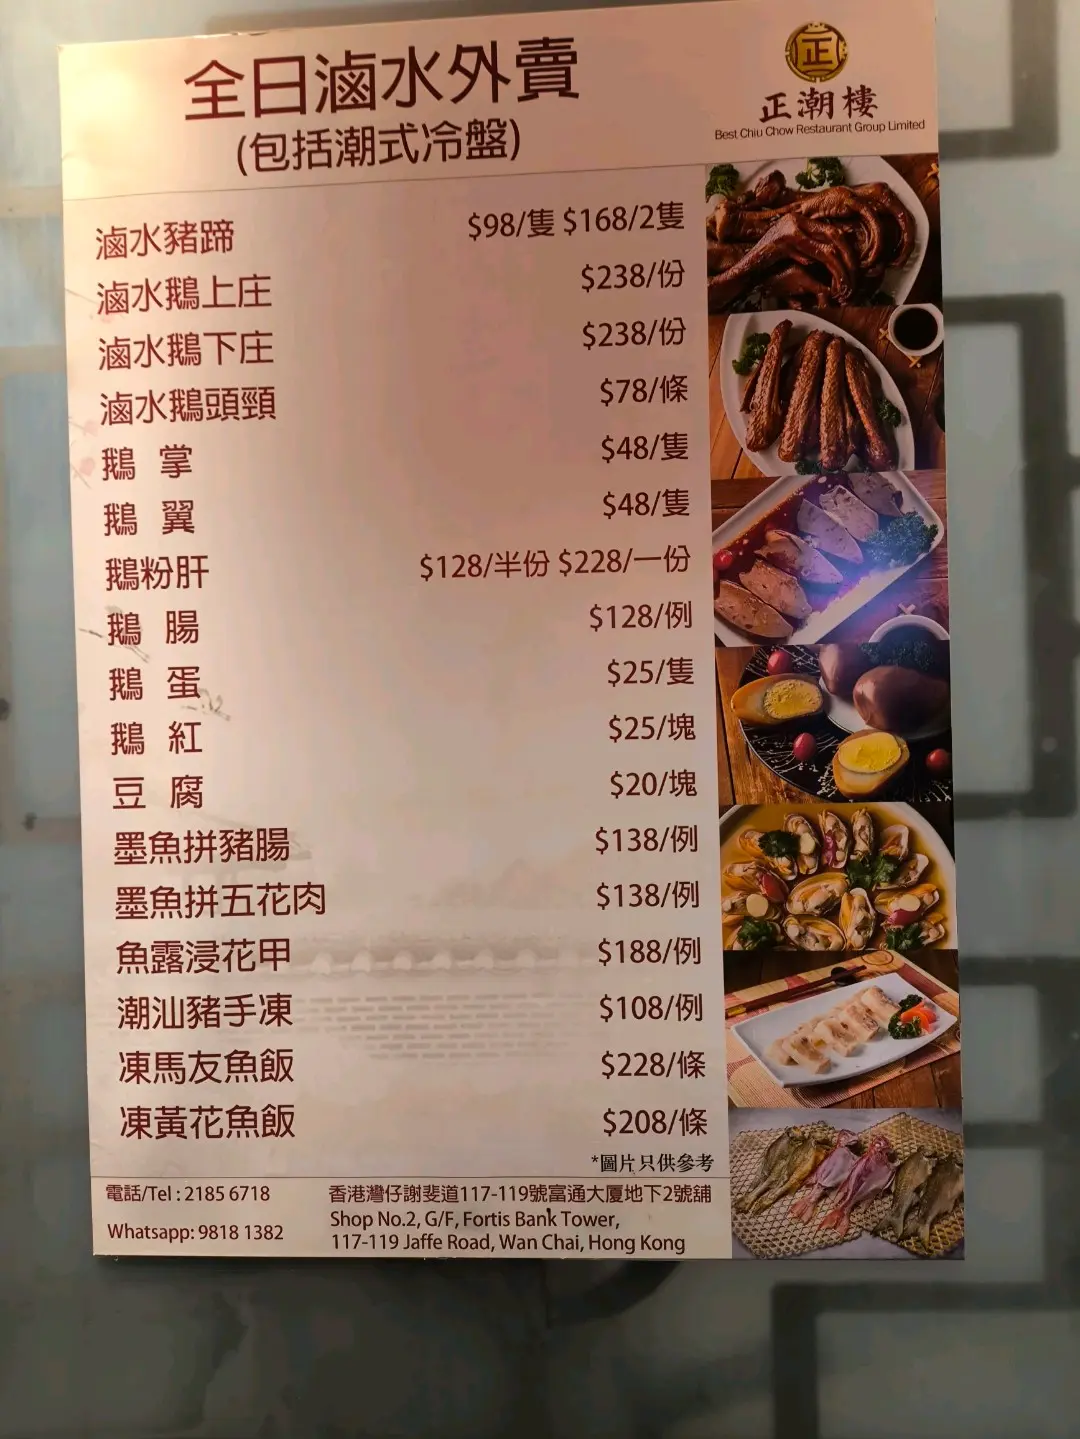 全日滷水外賣
(包括潮式冷盤)
正
正潮樓
Best Chiu Chow Restaurant Group Limited
滷水豬蹄 $98/隻 $168/2隻
滷水鵝上庄 $238/份
滷水鵝下庄 $238/份
滷水鵝頭頸 $78/條
鵝 掌 $48/隻
鵝 翼 $48/隻
鵝粉肝 $128/半份 $228/一份
鵝 腸 $128/例
鵝 蛋 $25/隻
鵝 紅 $25/塊
豆 腐 $20/塊
墨魚拼豬腸 $138/例
墨魚拼五花肉 $138/例
魚露浸花甲 $188/例
潮汕豬手凍 $108/例
凍馬友魚飯 $228/條
凍黃花魚飯 $208/條
*圖片只供參考
電話/Tel : 2185 6718
Whatsapp: 9818 1382
香港灣仔謝斐道117-119號富通大厦地下2號舖
Shop No.2, G/F, Fortis Bank Tower,
117-119 Jaffe Road, Wan Chai, Hong Kong